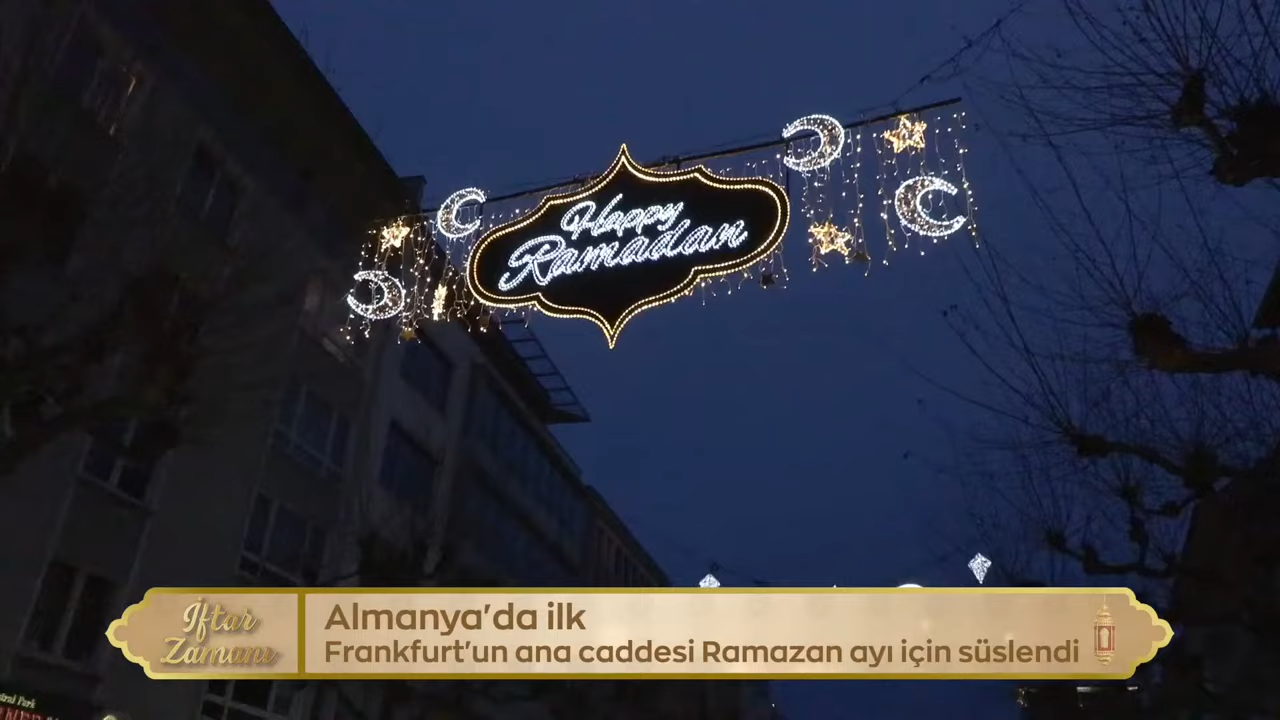 Happy
Ramadan
İftar
Zamanı
Almanya'da ilk
Frankfurt'un ana caddesi Ramazan ayı için süslendi